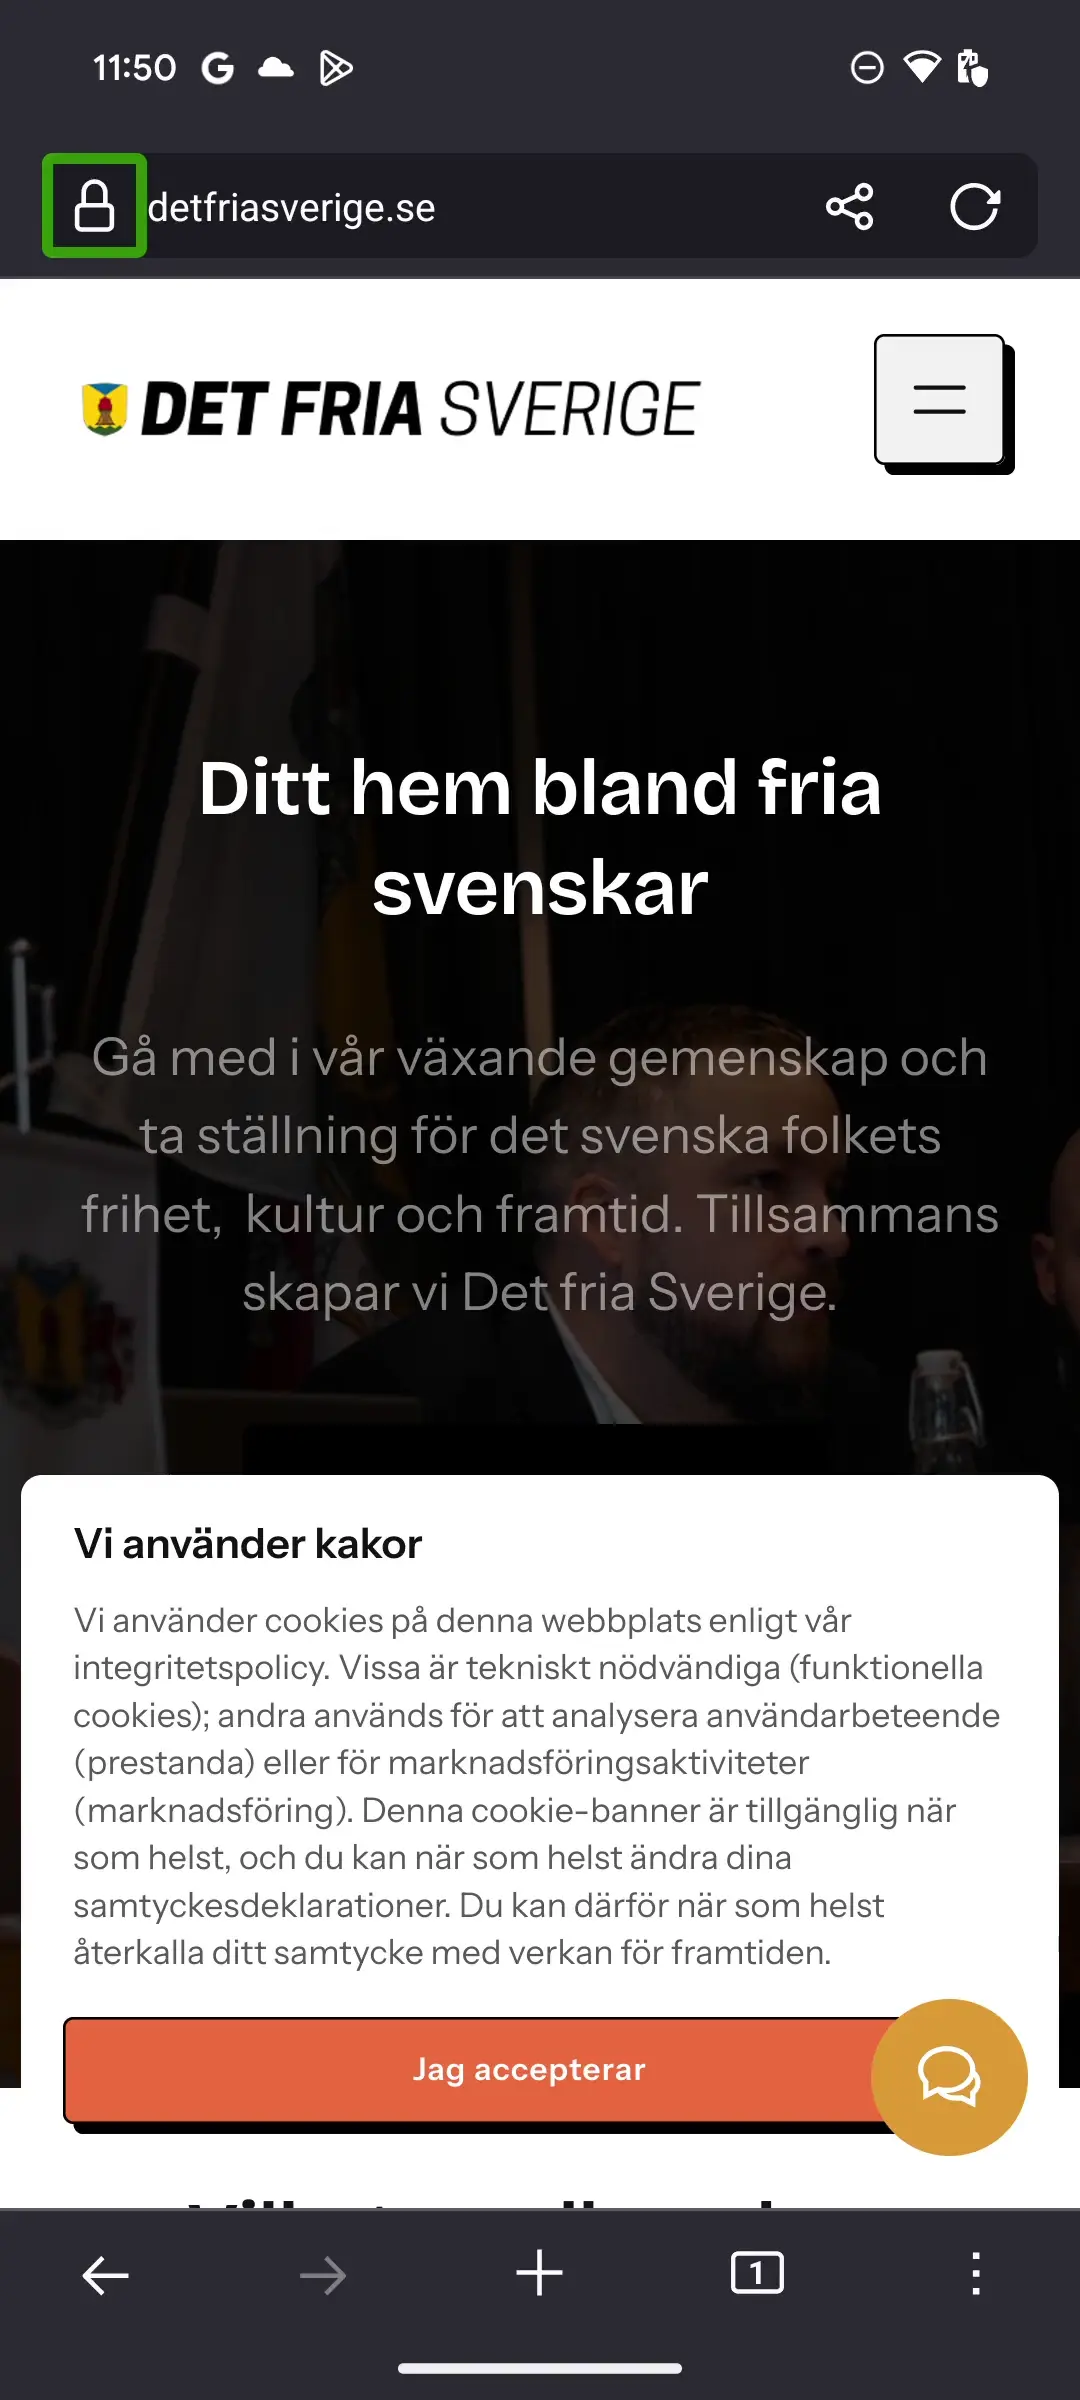 11:50
detfriasverige.se
DET FRIA SVERIGE
Ditt hem bland fria
svenskar
Gå med i vår växande gemenskap och
ta ställning för det svenska folkets
frihet, kultur och framtid. Tillsammans
skapar vi Det fria Sverige.
Vi använder kakor
Vi använder cookies på denna webbplats enligt vår
integritetspolicy. Vissa är tekniskt nödvändiga (funktionella
cookies); andra används för att analysera användarbeteende
(prestanda) eller för marknadsföringsaktiviteter
(marknadsföring). Denna cookie-banner är tillgänglig när
som helst, och du kan när som helst ändra dina
samtyckesdeklarationer. Du kan därför när som helst
återkalla ditt samtycke med verkan för framtiden.
Jag accepterar
1